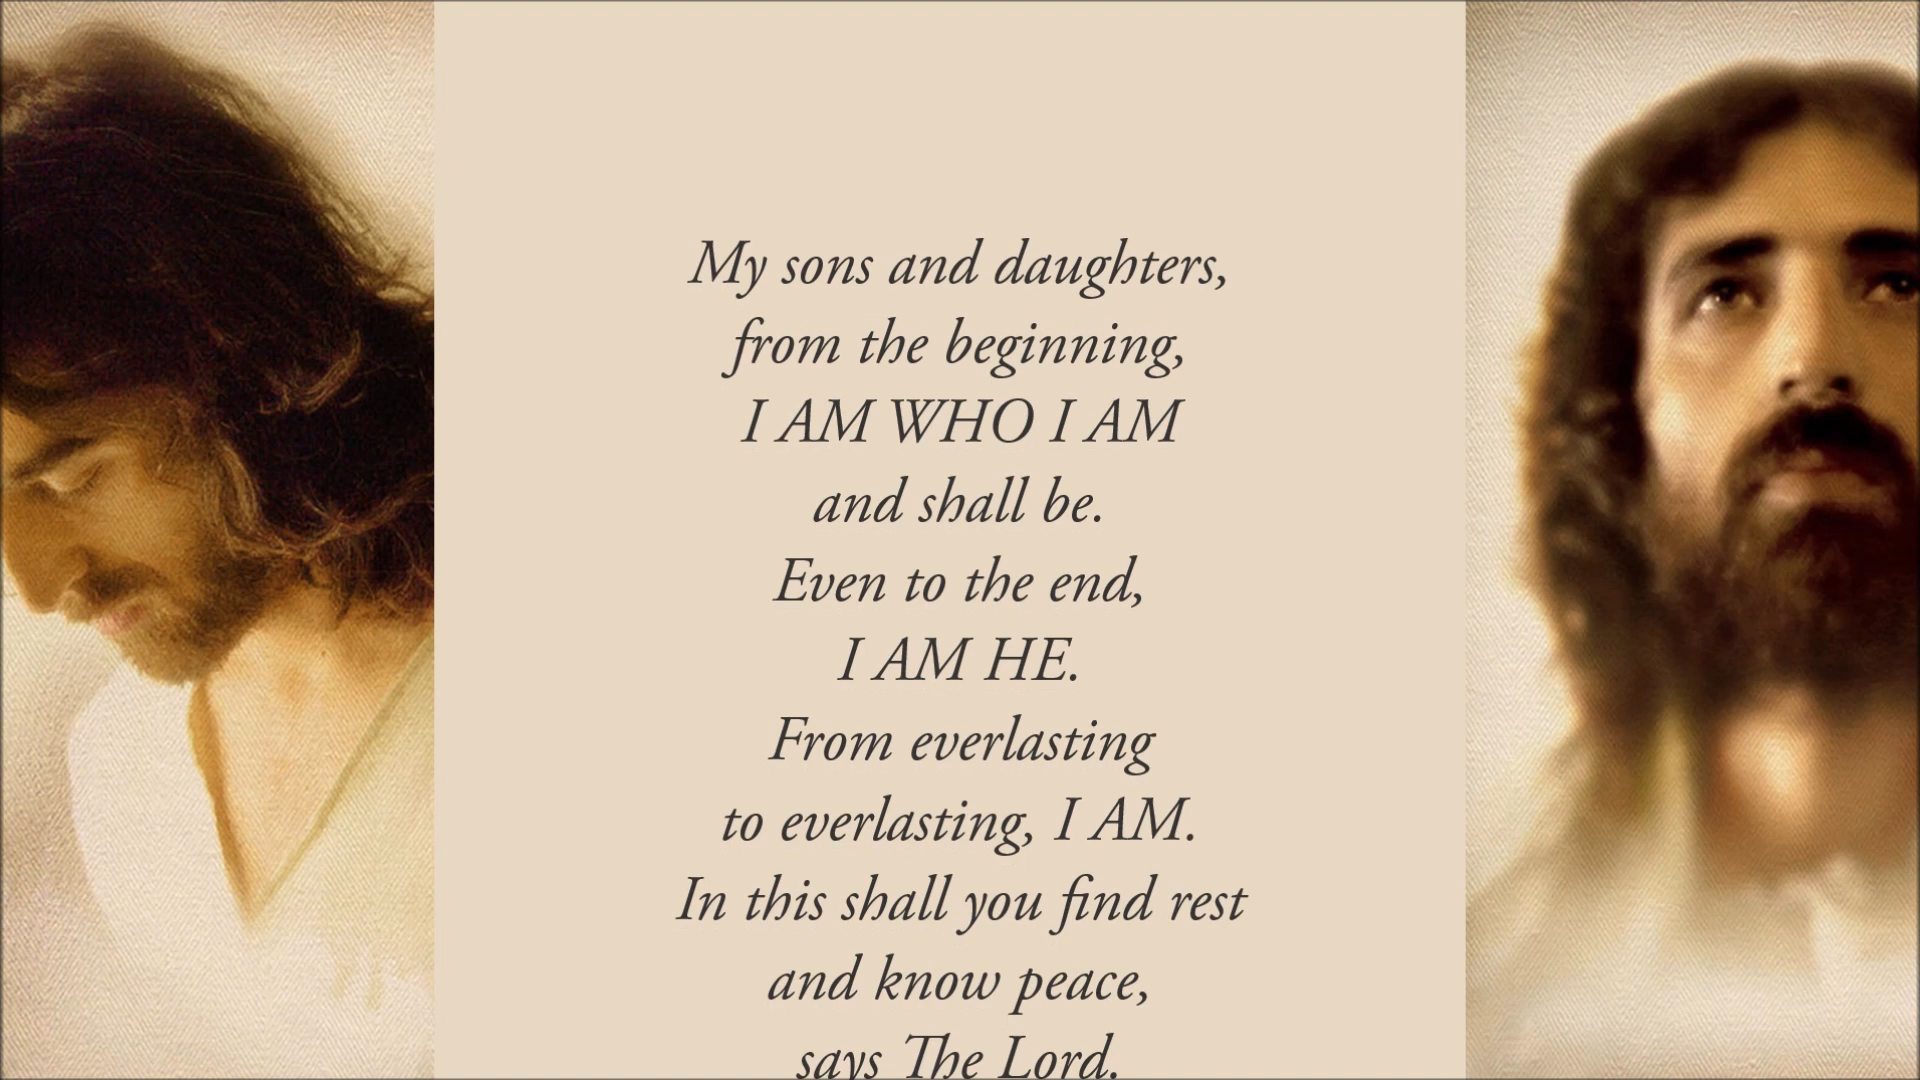 My sons and daughters,
from the beginning,
I AM WHO I AM
and shall be.
Even to the end,
I AM HE.
From everlasting
to everlasting, I AM.
In this shall you find rest
and know peace,
says The Lord.